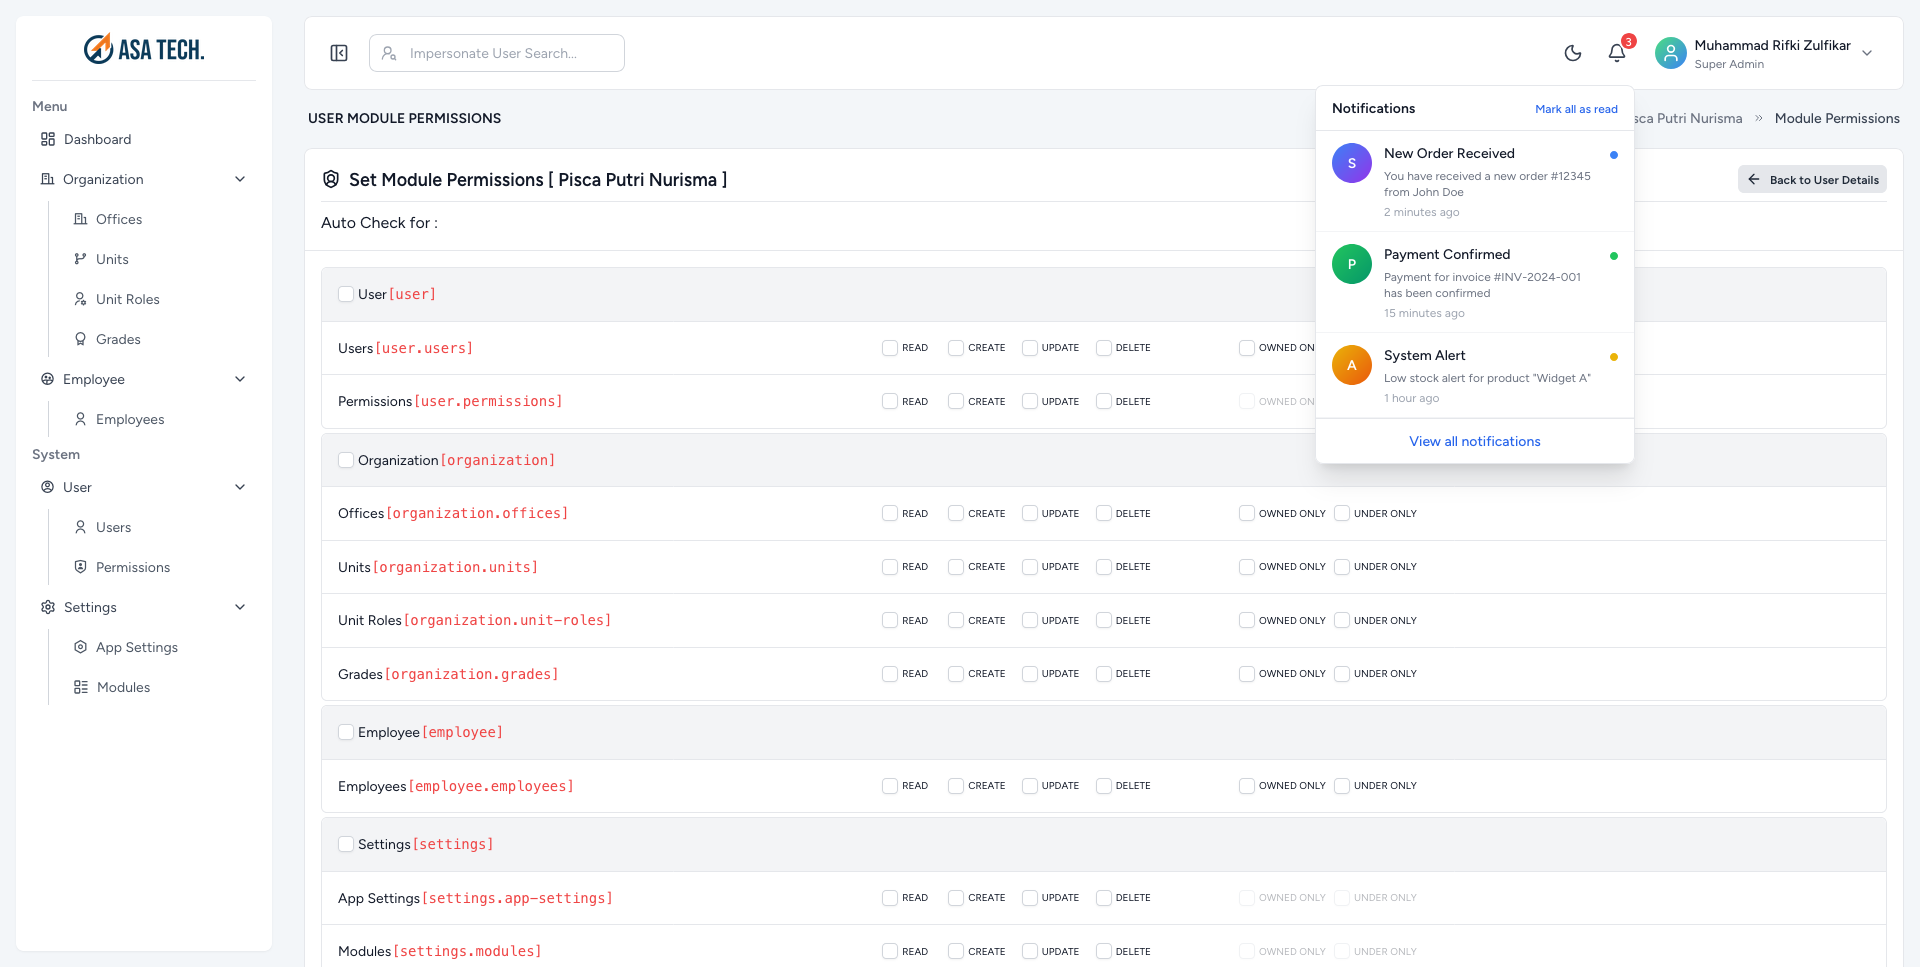 ASA TECH.
Menu
Dashboard
Organization
Offices
Units
Unit Roles
Grades
Employee
Employees
System
User
Users
Permissions
Settings
App Settings
Modules
Impersonate User Search...
3
Muhammad Rifki Zulfikar
Super Admin
USER MODULE PERMISSIONS
sca Putri Nurisma » Module Permissions
Notifications Mark all as read
S
New Order Received
You have received a new order #12345
from John Doe
2 minutes ago
P
Payment Confirmed
Payment for invoice #INV-2024-001
has been confirmed
15 minutes ago
A
System Alert
Low stock alert for product "Widget A"
1 hour ago
View all notifications
Set Module Permissions [ Pisca Putri Nurisma ]
Back to User Details
Auto Check for :
User[user]
Users[user.users] READ CREATE UPDATE DELETE OWNED ON
Permissions[user.permissions] READ CREATE UPDATE DELETE OWNED ON
Organization[organization]
Offices[organization.offices] READ CREATE UPDATE DELETE OWNED ONLY UNDER ONLY
Units[organization.units] READ CREATE UPDATE DELETE OWNED ONLY UNDER ONLY
Unit Roles[organization.unit-roles] READ CREATE UPDATE DELETE OWNED ONLY UNDER ONLY
Grades[organization.grades] READ CREATE UPDATE DELETE OWNED ONLY UNDER ONLY
Employee[employee]
Employees[employee.employees] READ CREATE UPDATE DELETE OWNED ONLY UNDER ONLY
Settings[settings]
App Settings[settings.app-settings] READ CREATE UPDATE DELETE OWNED ONLY UNDER ONLY
Modules[settings.modules] READ CREATE UPDATE DELETE OWNED ONLY UNDER ONLY